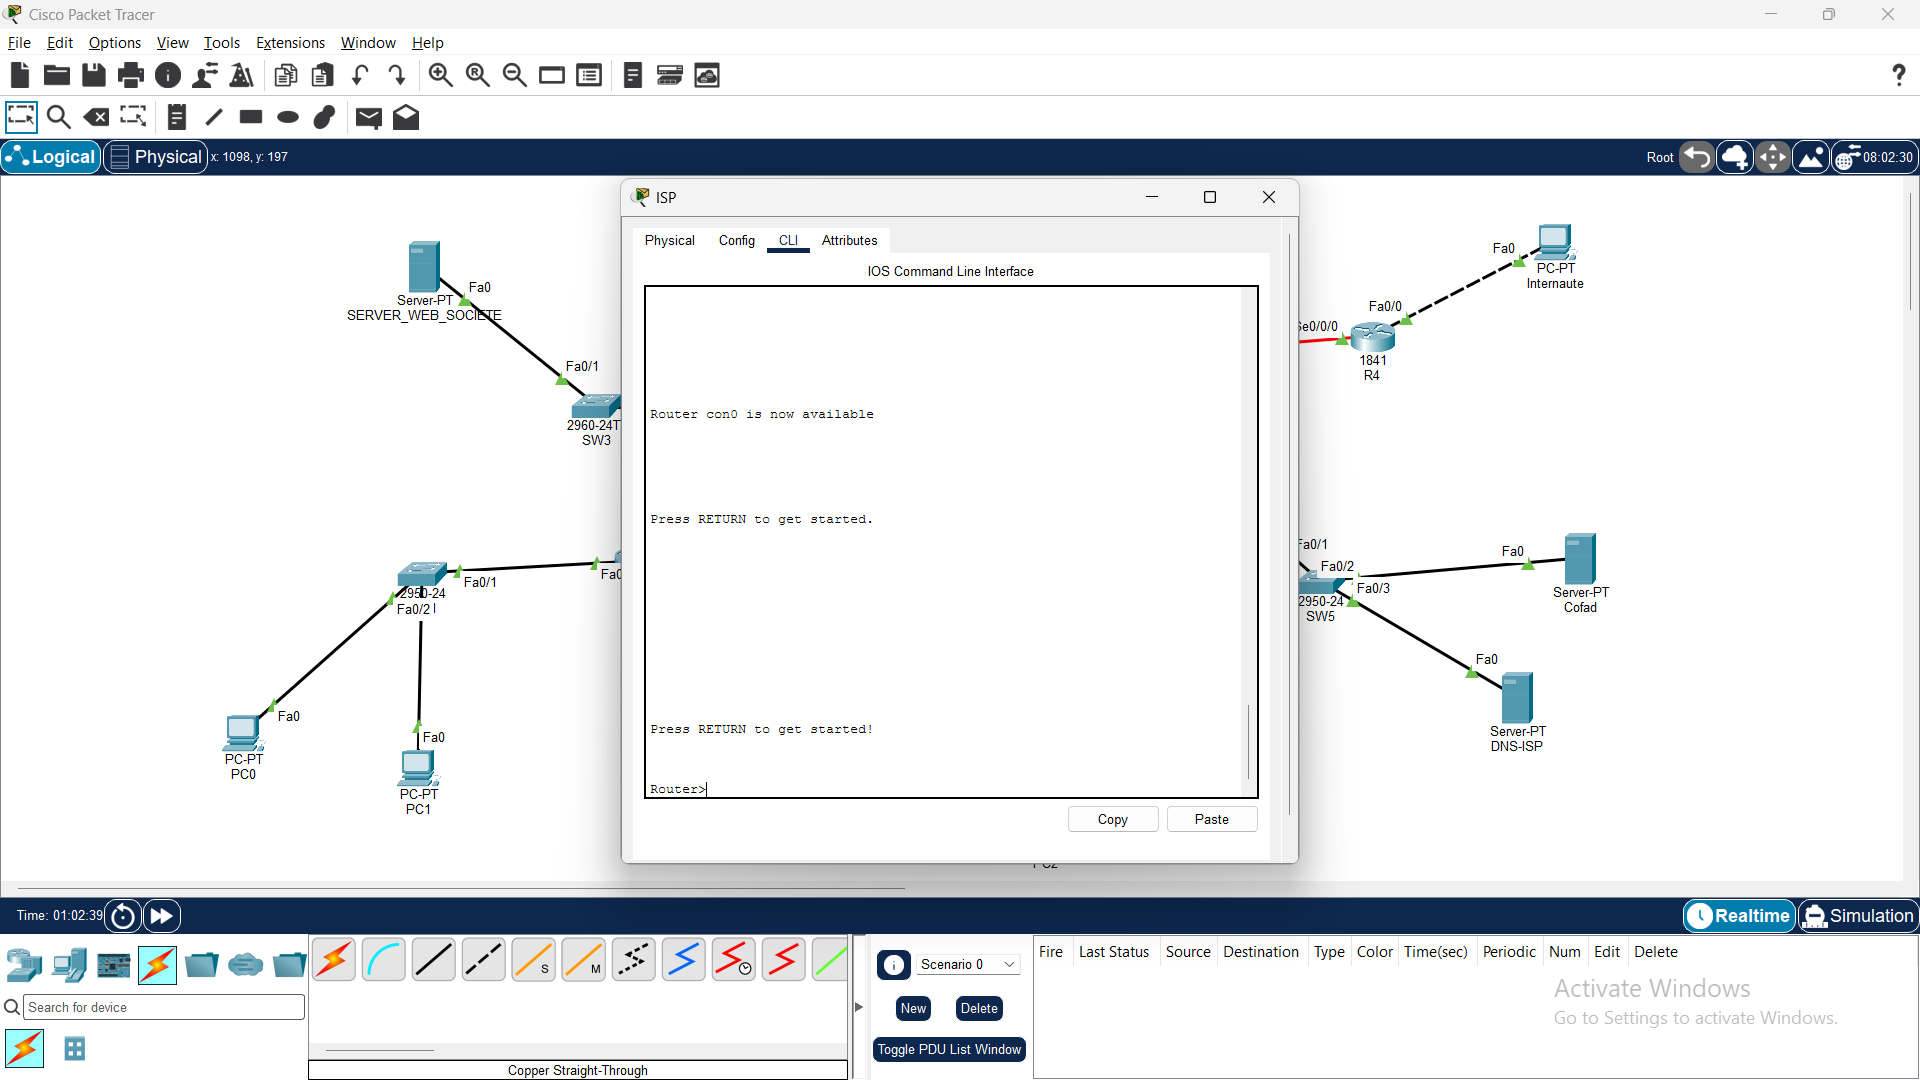 Cisco Packet Tracer
File Edit Options View Tools Extensions Window Help
Logical Physical x: 1098, y: 197 Root 08:02:30
ISP
Physical Config CLI Attributes
IOS Command Line Interface
Router con0 is now available
Press RETURN to get started.
Press RETURN to get started!
Router>
Copy Paste
Fa0
Server-PT
SERVER_WEB_SOCIETE
Fa0/1
2960-24T
SW3
Fa0/1
2950-24
Fa0/2
Fa0
PC-PT
PC0
Fa0
PC-PT
PC1
Fa0
PC-PT
Internaute
Fa0/0
Se0/0/0
1841
R4
Fa0/1
Fa0/2
Fa0/3
2950-24
SW5
Fa0
Server-PT
Cofad
Fa0
Server-PT
DNS-ISP
Time: 01:02:39 Realtime Simulation
Search for device
S M
Copper Straight-Through
Scenario 0
New Delete
Toggle PDU List Window
Fire Last Status Source Destination Type Color Time(sec) Periodic Num Edit Delete
Activate Windows
Go to Settings to activate Windows.